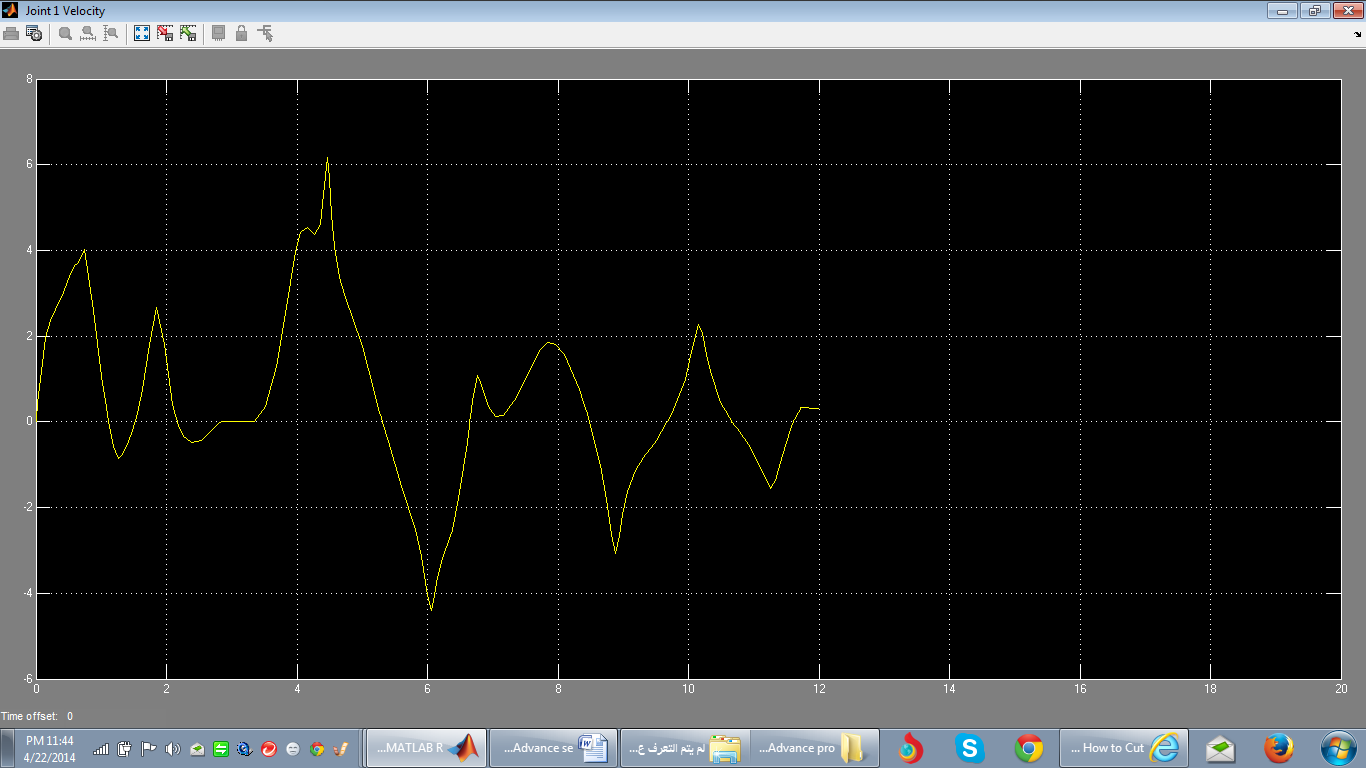 Joint 1 Velocity
8
6
4
2
0
-2
-4
-6
0 2 4 6 8 10 12 14 16 18 20
Time offset: 0
PM 11:44
4/22/2014
...MATLAB R
...Advance se
...لم يتم التعرف ع
...Advance pro
... How to Cut